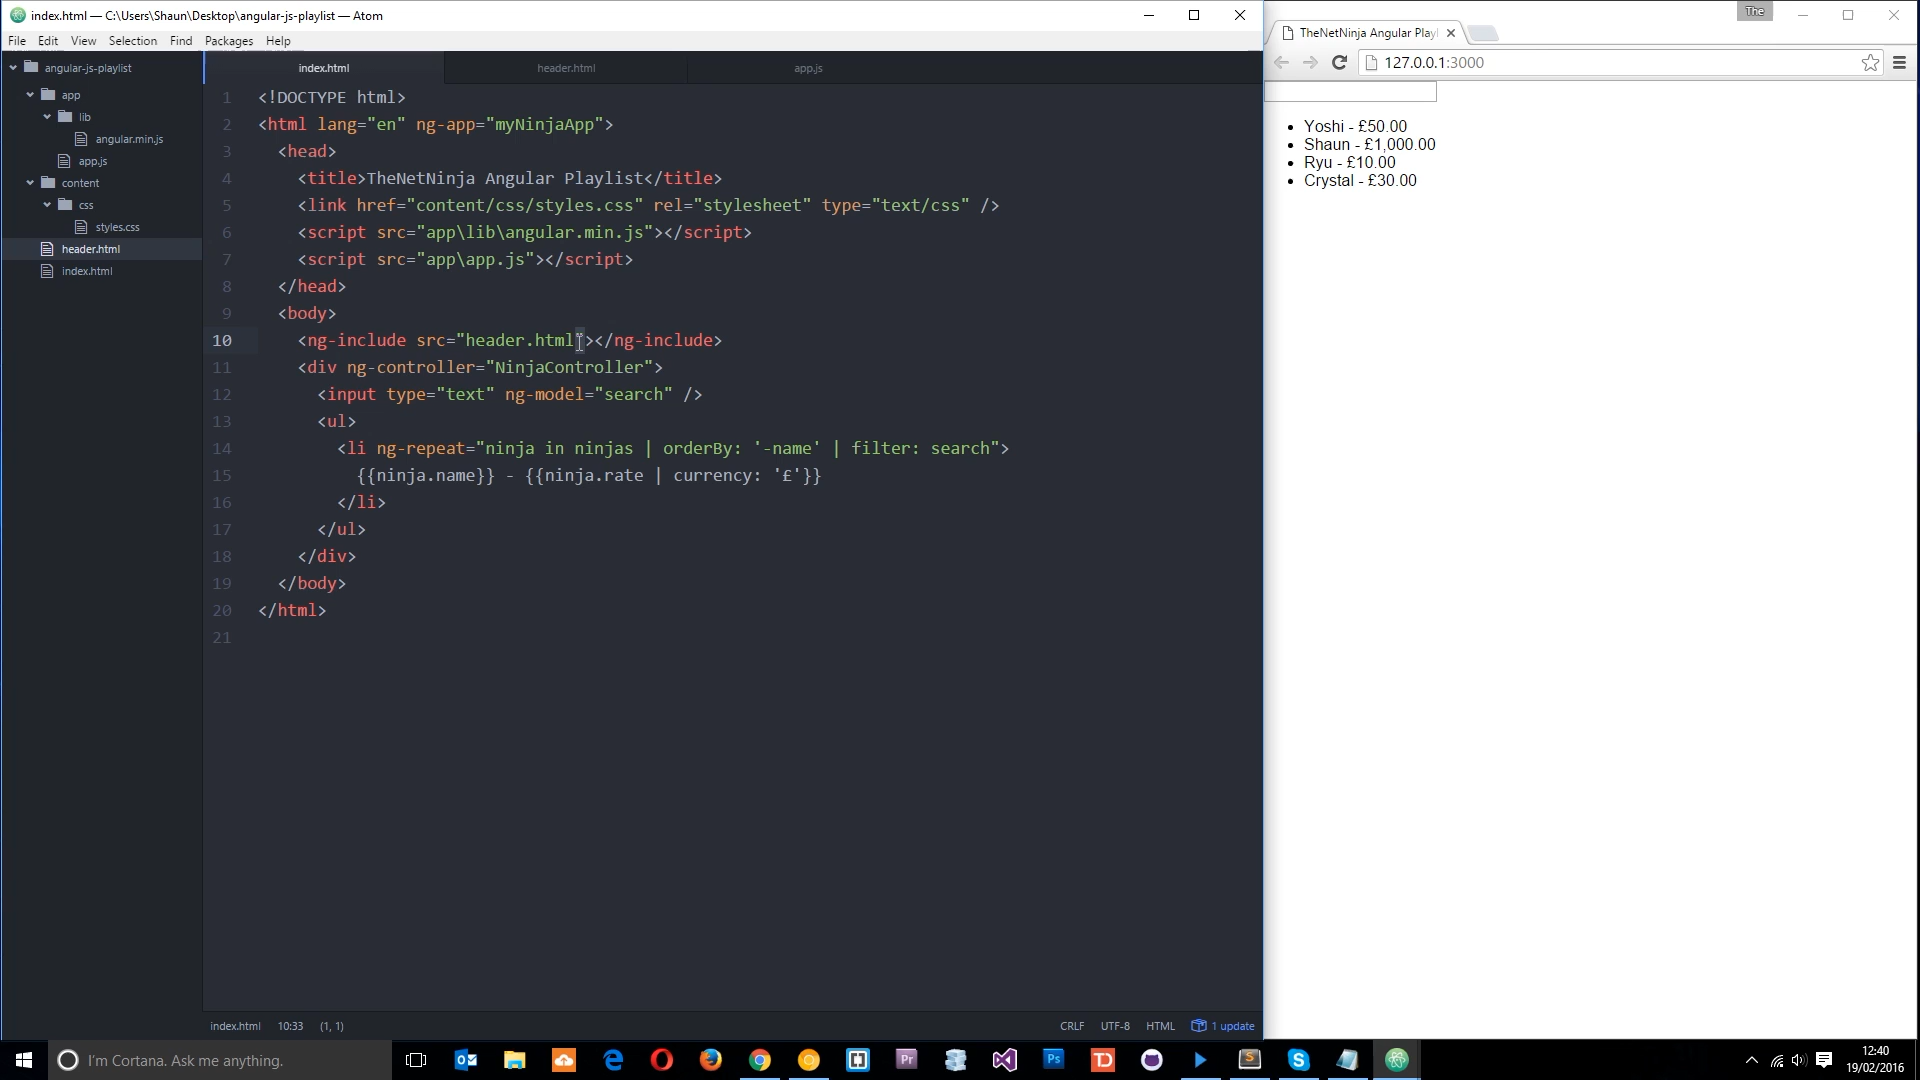 index.html — C:\Users\Shaun\Desktop\angular-js-playlist — Atom
File Edit View Selection Find Packages Help
angular-js-playlist
app
lib
angular.min.js
app.js
content
css
styles.css
header.html
index.html
index.html header.html app.js
1 <!DOCTYPE html>
2 <html lang="en" ng-app="myNinjaApp">
3 <head>
4 <title>TheNetNinja Angular Playlist</title>
5 <link href="content/css/styles.css" rel="stylesheet" type="text/css" />
6 <script src="app\lib\angular.min.js"></script>
7 <script src="app\app.js"></script>
8 </head>
9 <body>
10 <ng-include src="header.html"></ng-include>
11 <div ng-controller="NinjaController">
12 <input type="text" ng-model="search" />
13 <ul>
14 <li ng-repeat="ninja in ninjas | orderBy: '-name' | filter: search">
15 {{ninja.name}} - {{ninja.rate | currency: '£'}}
16 </li>
17 </ul>
18 </div>
19 </body>
20 </html>
21
index.html 10:33 (1, 1) CRLF UTF-8 HTML 1 update
The
TheNetNinja Angular Playl
127.0.0.1:3000
• Yoshi - £50.00
• Shaun - £1,000.00
• Ryu - £10.00
• Crystal - £30.00
I'm Cortana. Ask me anything.
Pr
Ps
TD
S
12:40
19/02/2016